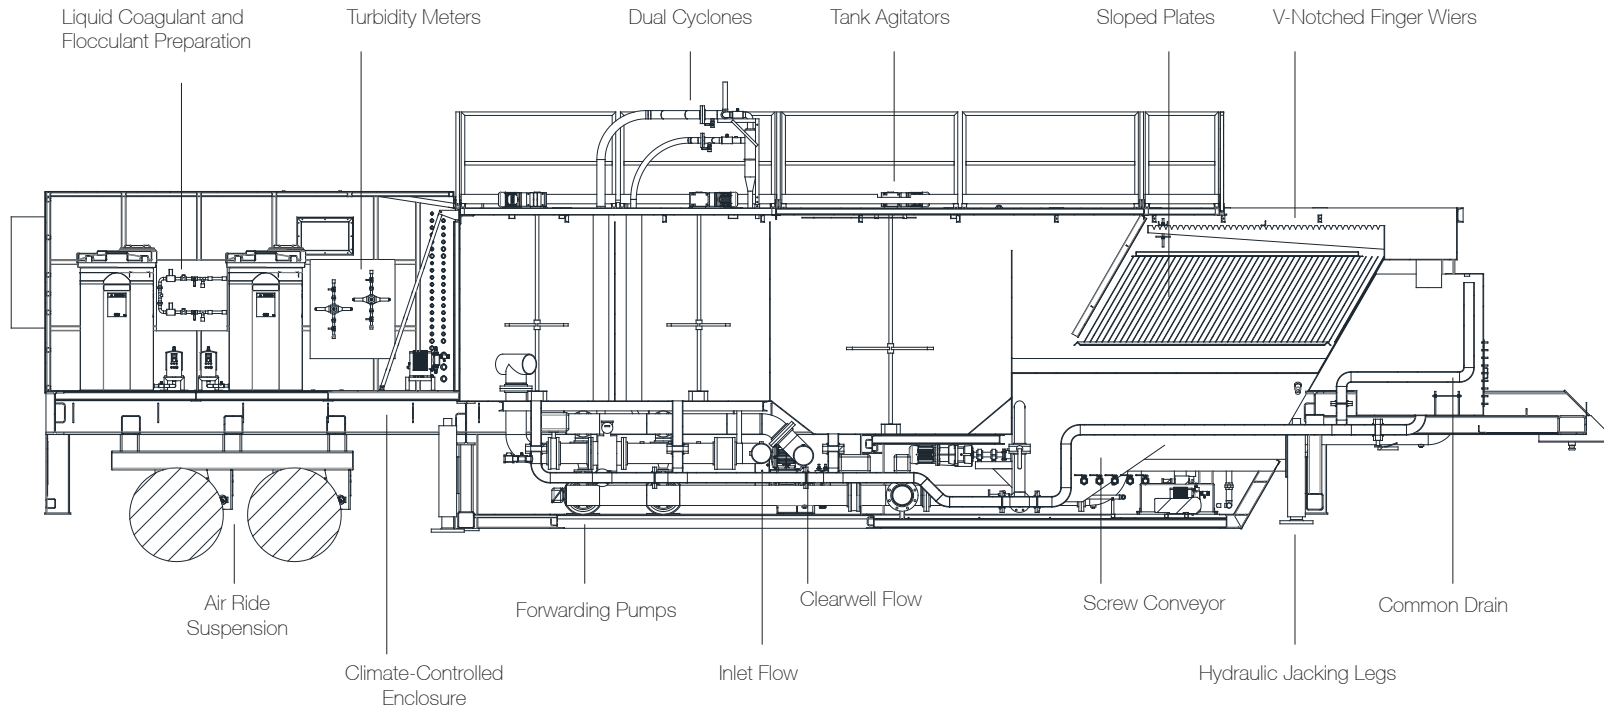 Liquid Coagulant and
Flocculant Preparation
Turbidity Meters
Dual Cyclones
Tank Agitators
Sloped Plates
V-Notched Finger Wiers
Air Ride
Suspension
Climate-Controlled
Enclosure
Forwarding Pumps
Inlet Flow
Clearwell Flow
Screw Conveyor
Hydraulic Jacking Legs
Common Drain